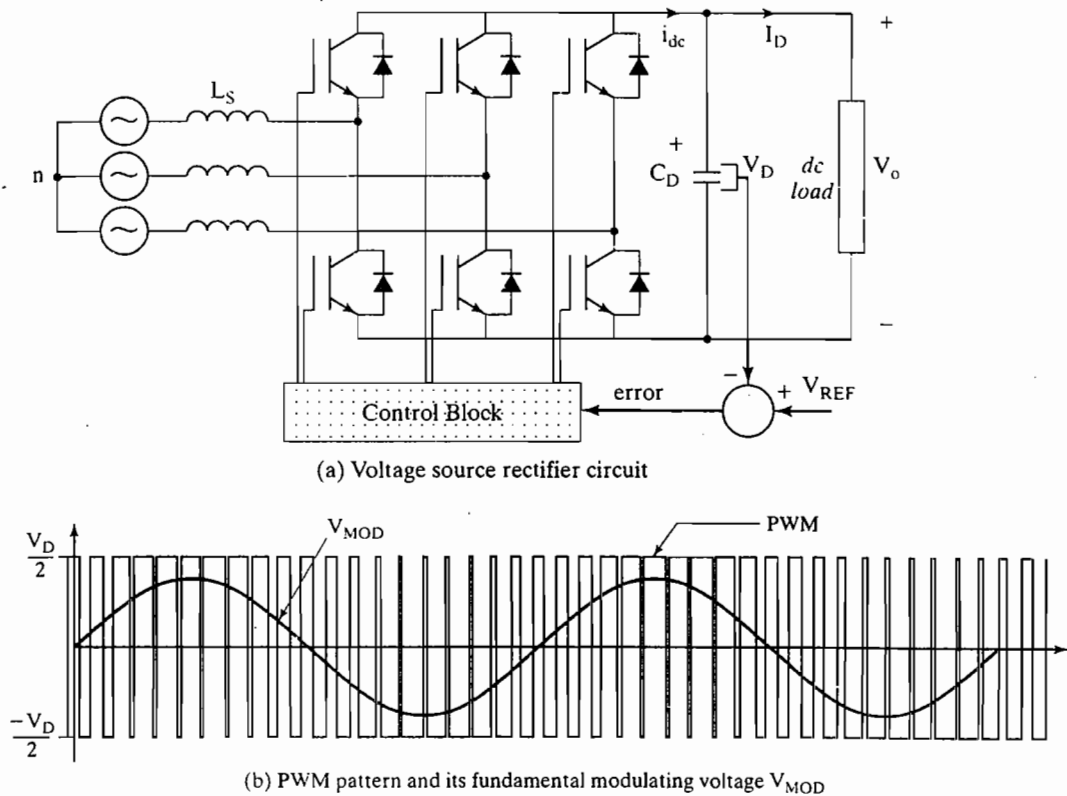 i_dc
I_D
+
L_S
n
+
C_D
V_D
dc
load
V_o
−
−
+
V_REF
error
Control Block
(a) Voltage source rectifier circuit
V_MOD
PWM
V_D
2
−V_D
2
(b) PWM pattern and its fundamental modulating voltage V_MOD